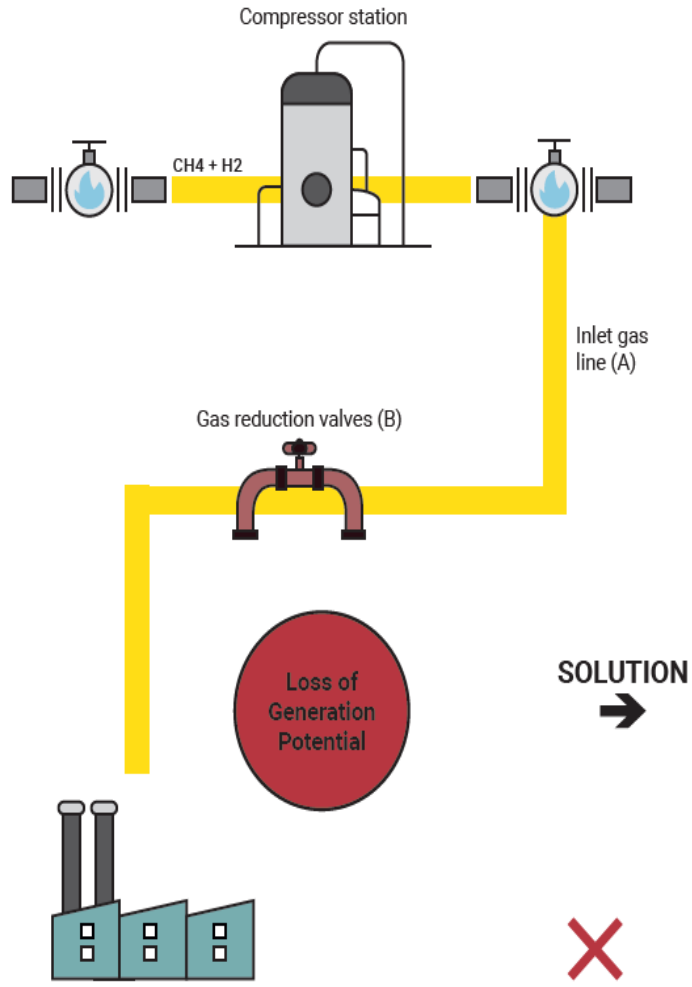 Compressor station
CH4 + H2
Inlet gas
line (A)
Gas reduction valves (B)
Loss of
Generation
Potential
SOLUTION